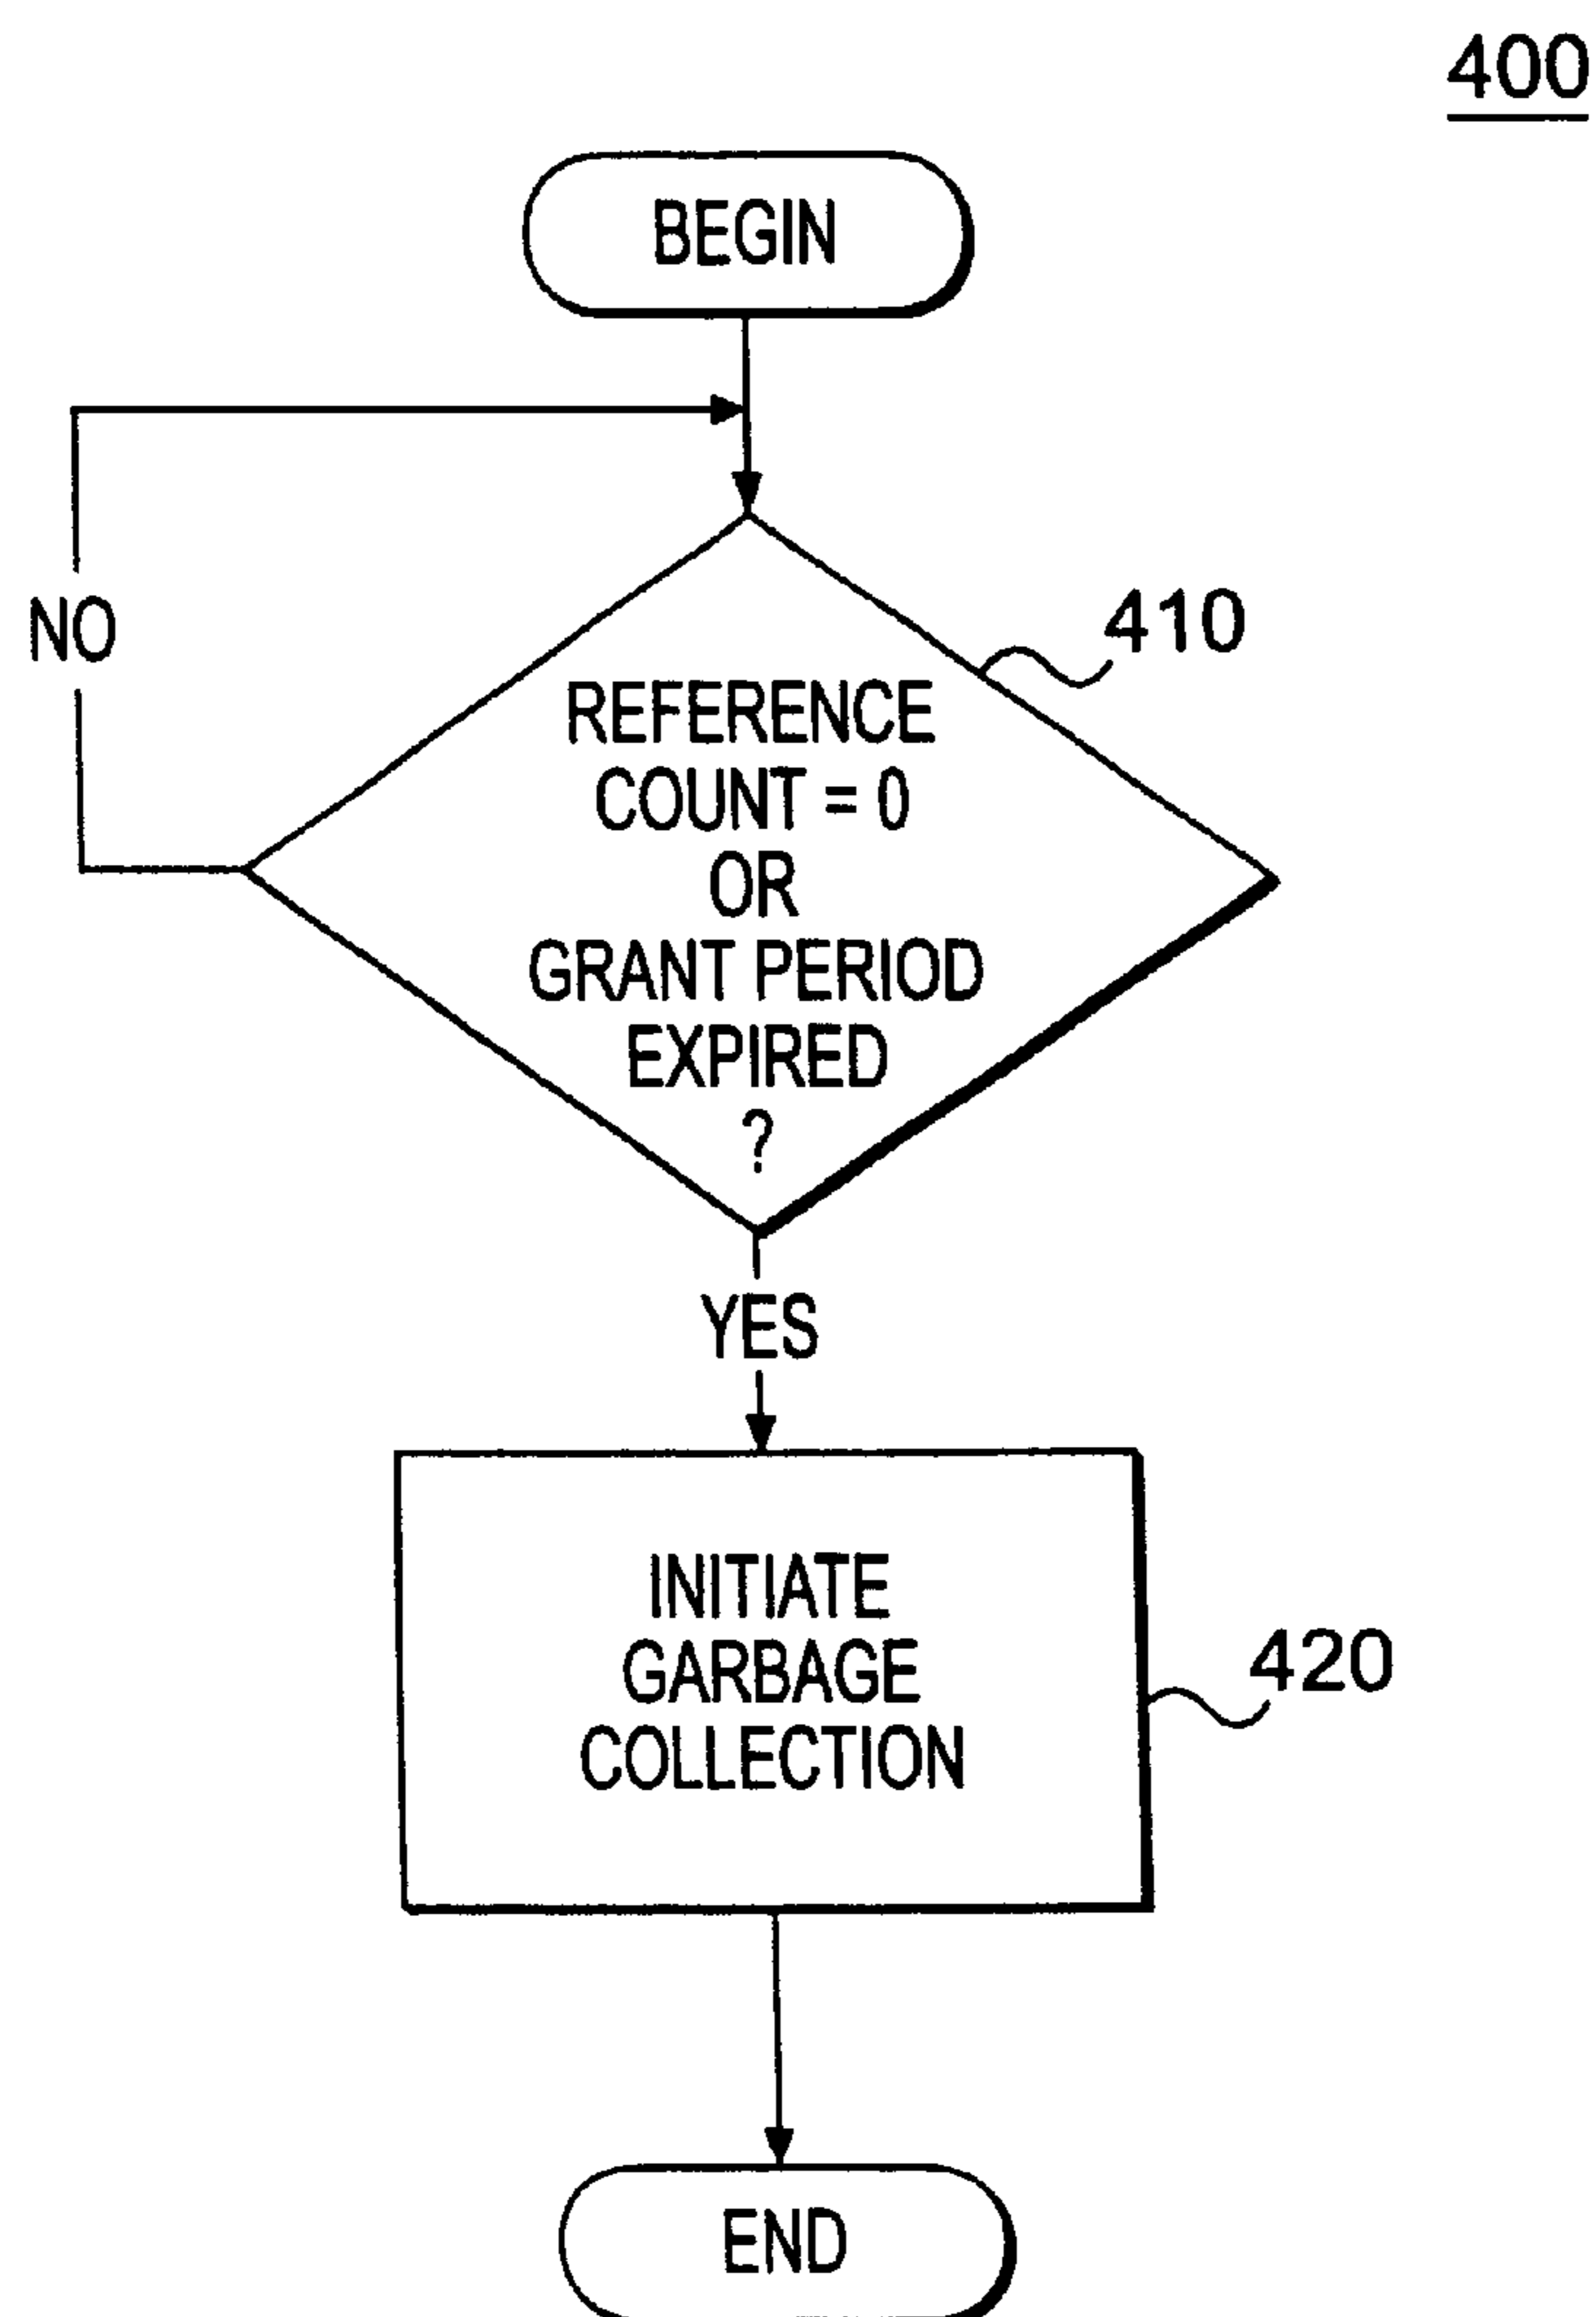 400
BEGIN
NO
410
REFERENCE
COUNT = 0
OR
GRANT PERIOD
EXPIRED
?
YES
INITIATE
GARBAGE
COLLECTION
420
END